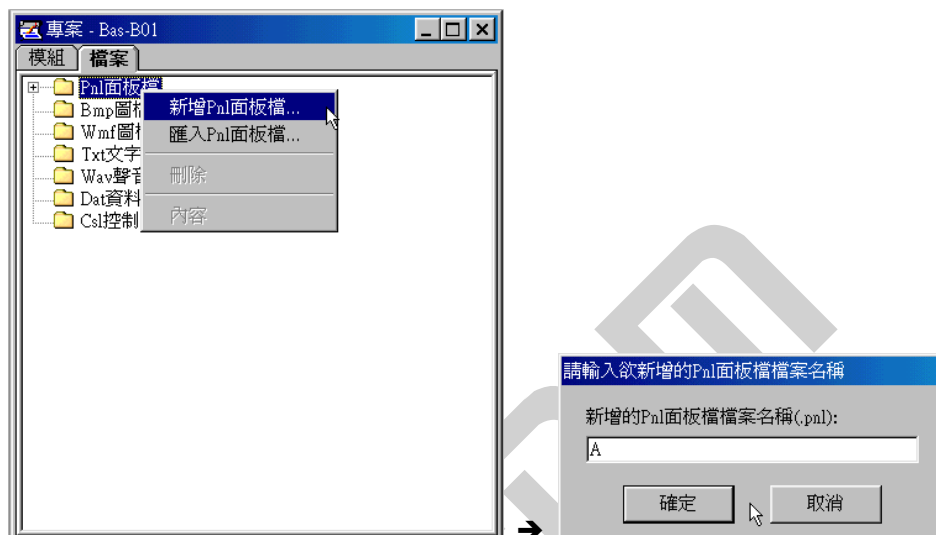 專案 - Bas-B01
模組 檔案
Pnl面板檔
Bmp圖檔
Wmf圖
Txt文字
Wav聲音
Dat資料
Csl控制
新增Pnl面板檔...
匯入Pnl面板檔...
刪除
內容
➔
請輸入欲新增的Pnl面板檔檔案名稱
新增的Pnl面板檔檔案名稱(.pnl):
A
確定 取消